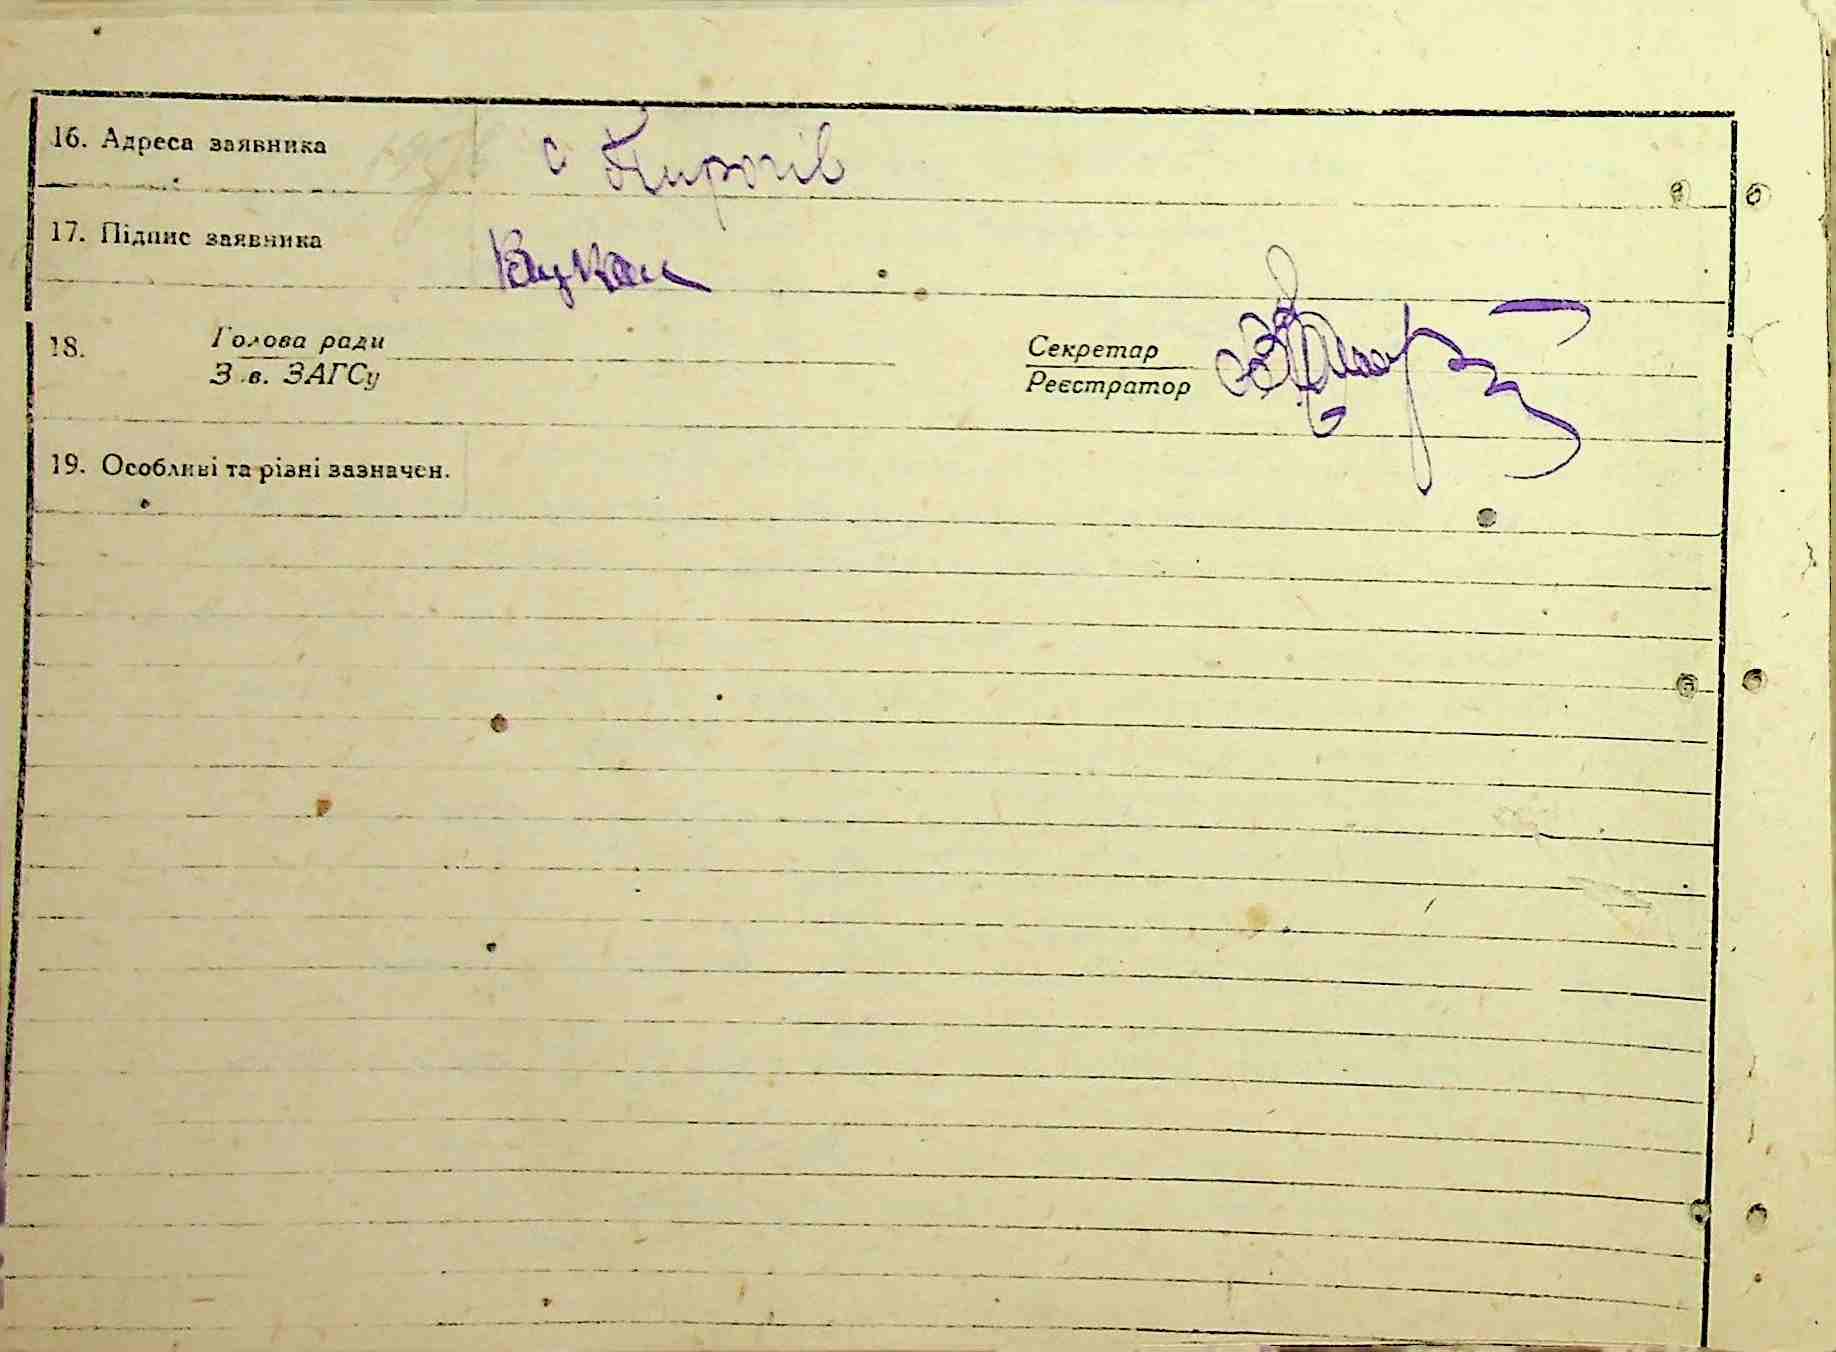 16. Адреса заявника с Пирогів
17. Підпис заявника
18. Голова ради Секретар
З .в. ЗАГСу Реєстратор
19. Особливі та різні зазначен.